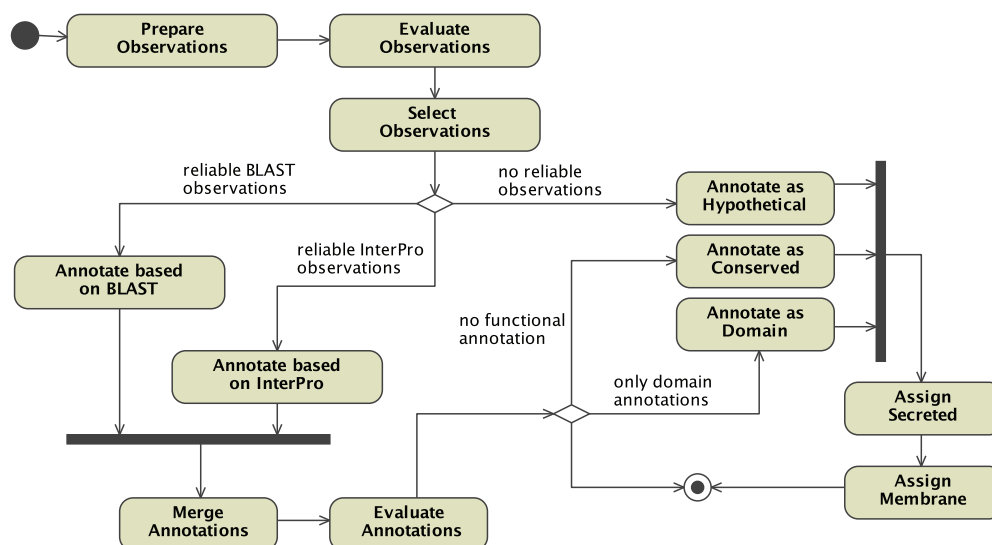 Prepare
Observations
Evaluate
Observations
Select
Observations
reliable BLAST
observations
no reliable
observations
Annotate as
Hypothetical
reliable InterPro
observations
Annotate based
on BLAST
Annotate as
Conserved
Annotate as
Domain
no functional
annotation
Annotate based
on InterPro
only domain
annotations
Assign
Secreted
Merge
Annotations
Evaluate
Annotations
Assign
Membrane